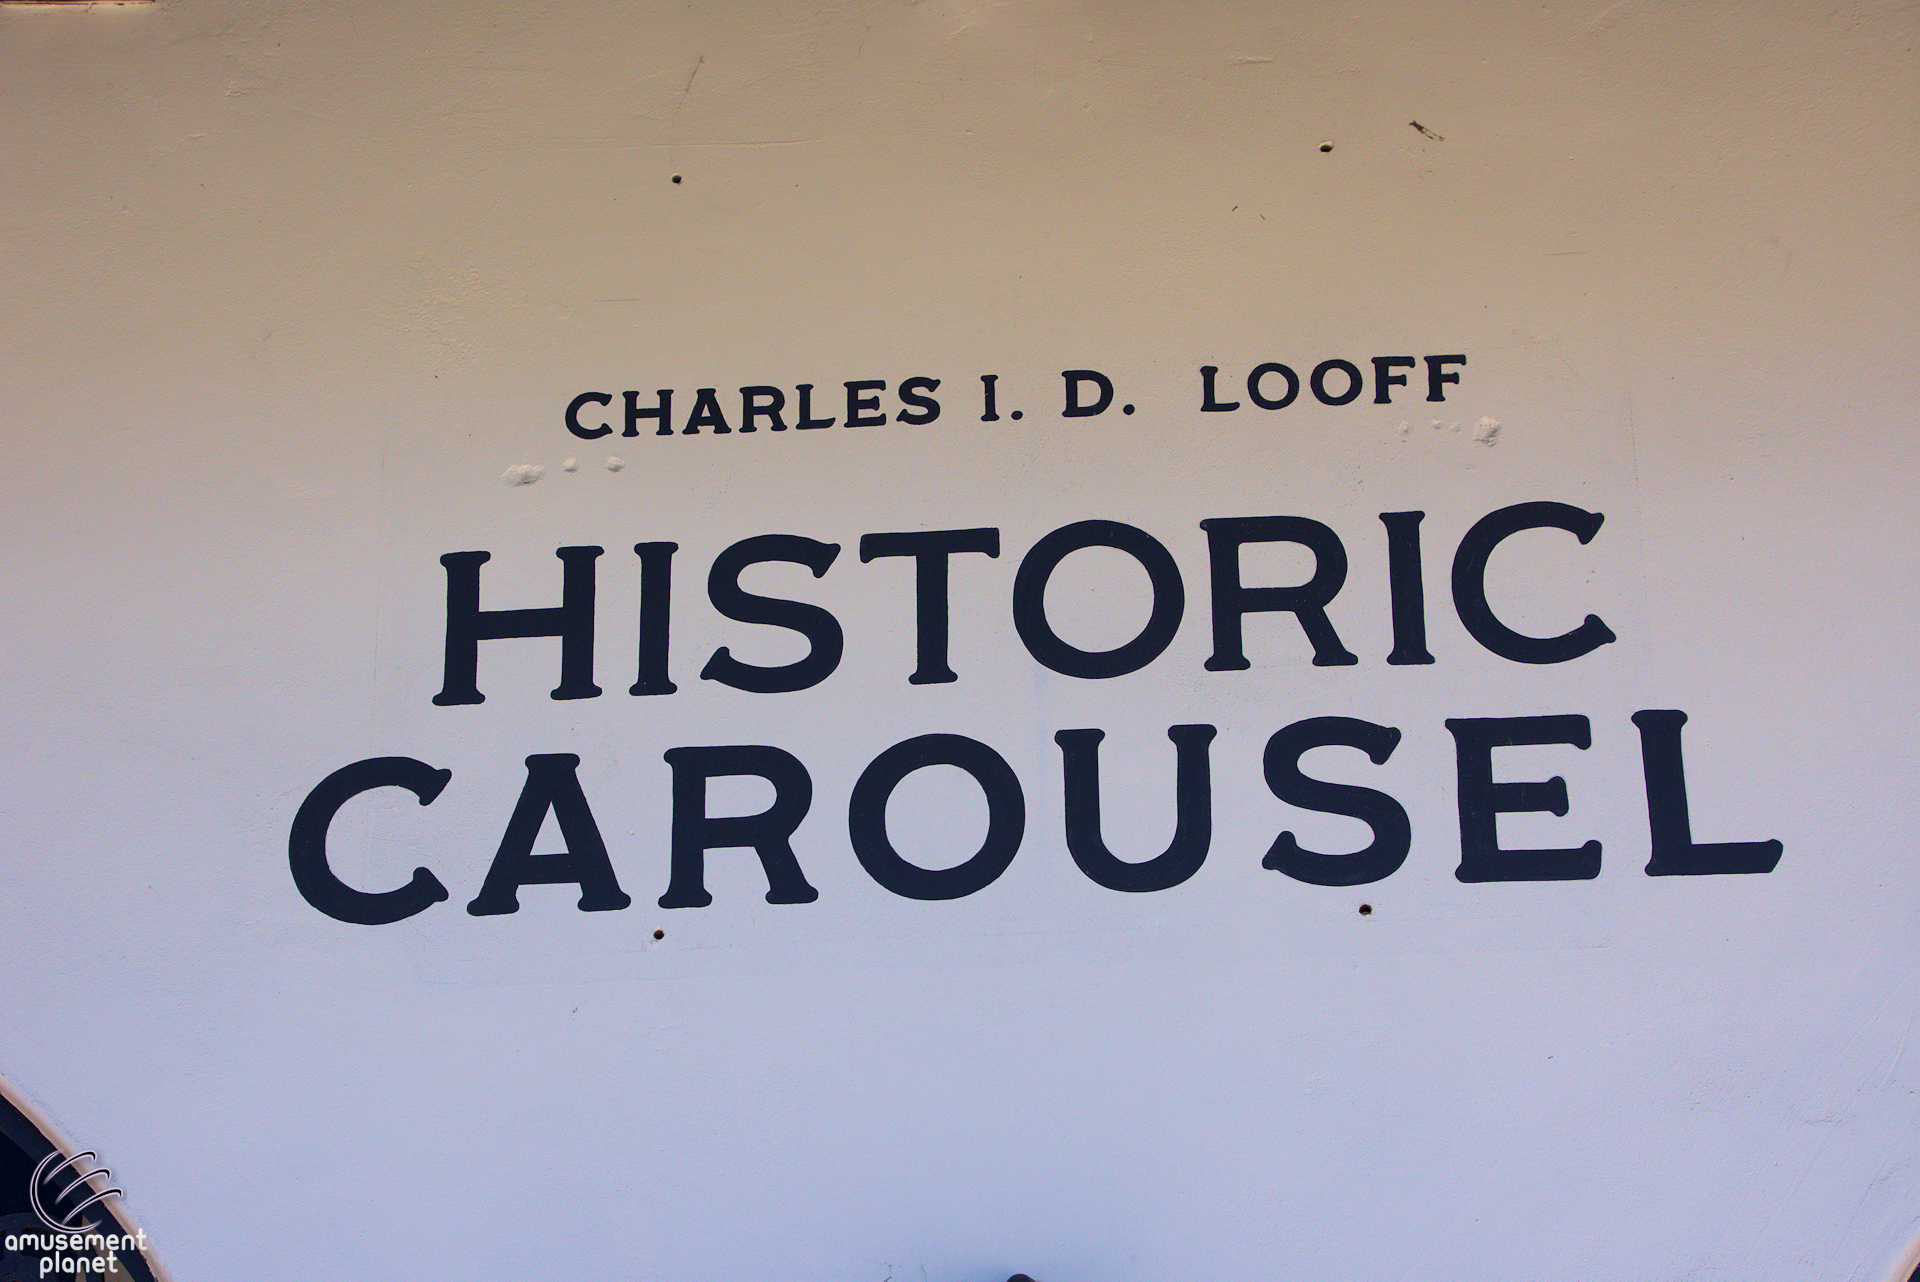 CHARLES I. D. LOOFF
HISTORIC
CAROUSEL
amusement
planet